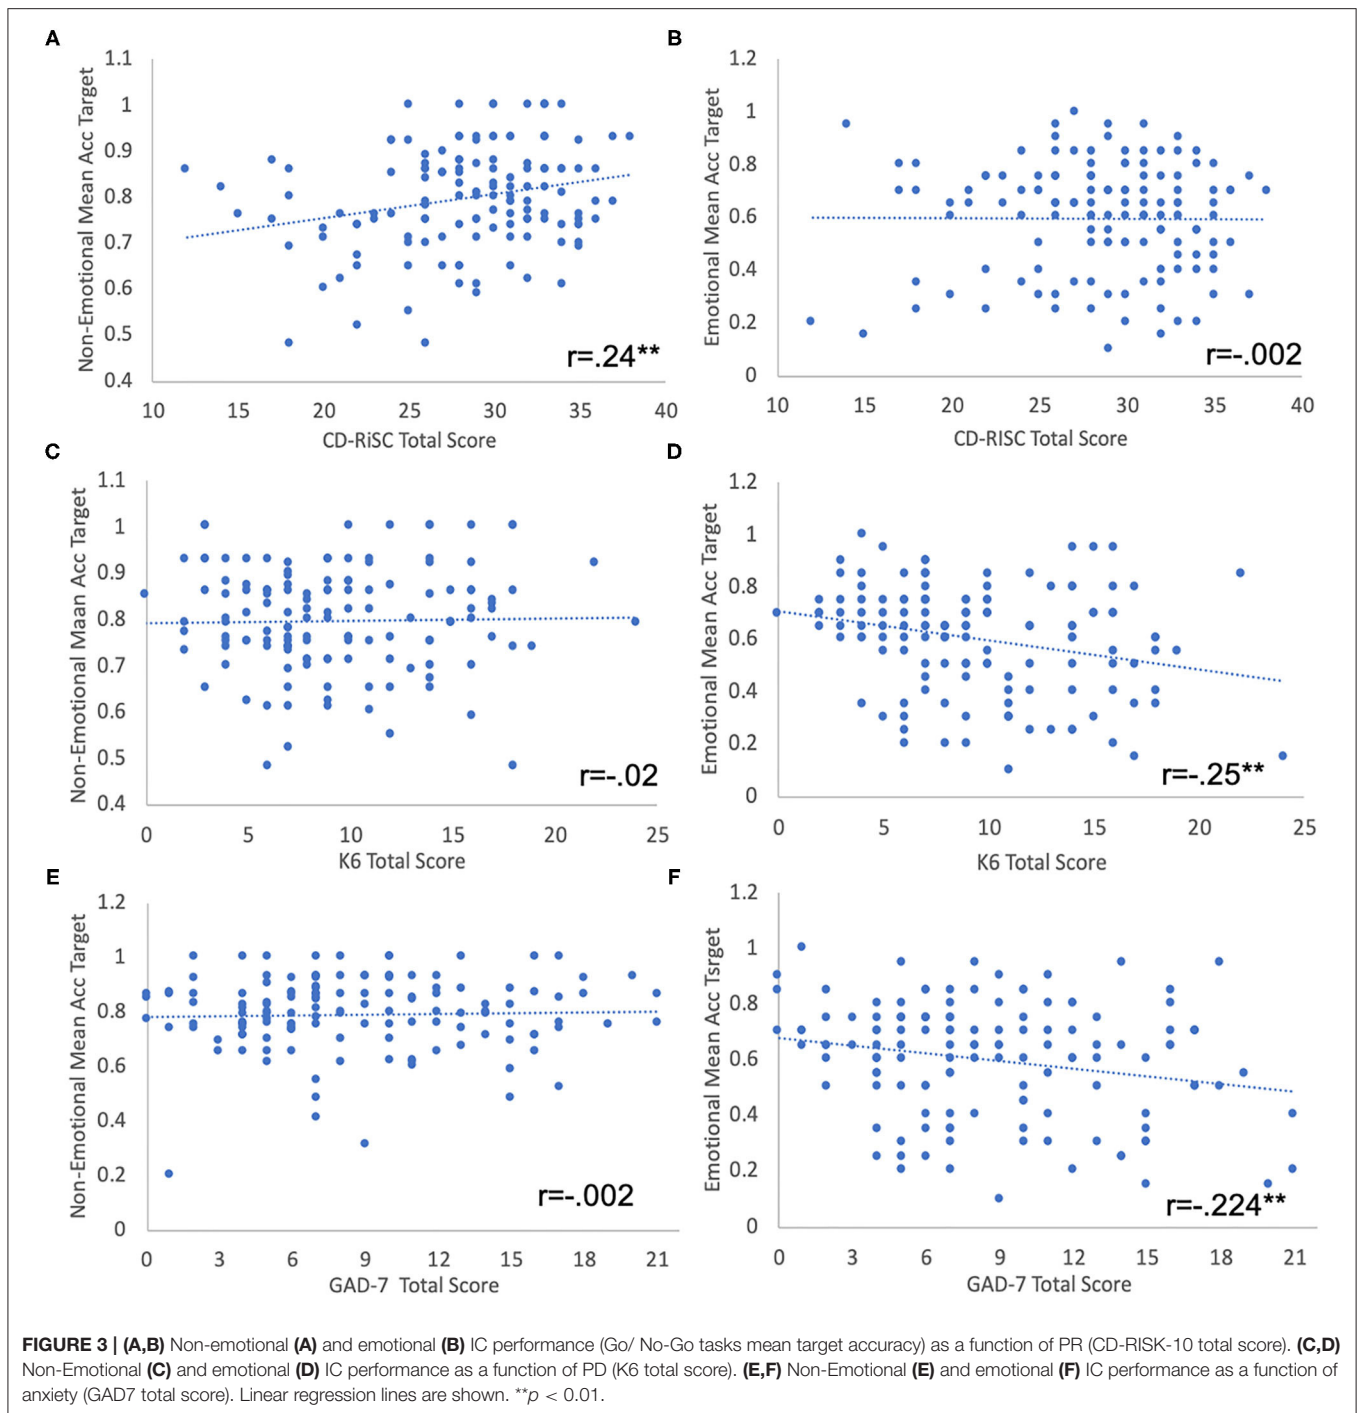 A
Non-Emotional Mean Acc Target
1.1
1
0.9
0.8
0.7
0.6
0.5
0.4
r=.24**
10 15 20 25 30 35 40
CD-RiSC Total Score
B
Emotional Mean Acc Target
1.2
1
0.8
0.6
0.4
0.2
0
r=-.002
10 15 20 25 30 35 40
CD-RISC Total Score
C
Non-Emotional Maan Acc Target
1.1
1
0.9
0.8
0.7
0.6
0.5
0.4
r=-.02
0 5 10 15 20 25
K6 Total Score
D
Emotional Mean Acc Target
1.2
1
0.8
0.6
0.4
0.2
0
r=-.25**
0 5 10 15 20 25
K6 Total Score
E
Non-Emotional Mean Acc Target
1.2
1
0.8
0.6
0.4
0.2
0
r=-.002
0 3 6 9 12 15 18 21
GAD-7 Total Score
F
Emotional Mean Acc Tsrget
1.2
1
0.8
0.6
0.4
0.2
0
r=-.224**
0 3 6 9 12 15 18 21
GAD-7 Total Score
FIGURE 3 | (A,B) Non-emotional (A) and emotional (B) IC performance (Go/ No-Go tasks mean target accuracy) as a function of PR (CD-RISK-10 total score). (C,D)
Non-Emotional (C) and emotional (D) IC performance as a function of PD (K6 total score). (E,F) Non-Emotional (E) and emotional (F) IC performance as a function of
anxiety (GAD7 total score). Linear regression lines are shown. **p < 0.01.